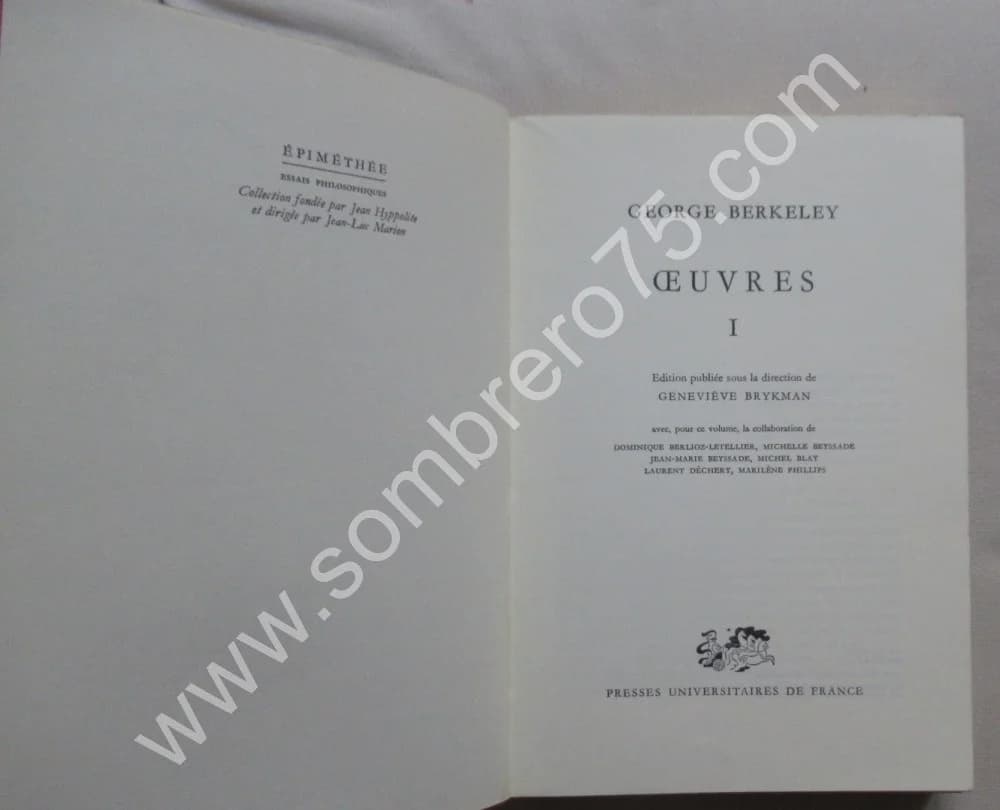 ÉPIMÉTHÉE
ESSAIS PHILOSOPHIQUES
Collection fondée par Jean Hyppolite
et dirigée par Jean-Luc Marion
GEORGE BERKELEY
ŒUVRES
I
Edition publiée sous la direction de
GENEVIÈVE BRYKMAN
avec, pour ce volume, la collaboration de
DOMINIQUE BERLIOZ-LETELLIER, MICHELLE BEYSSADE
JEAN-MARIE BEYSSADE, MICHEL BLAY
LAURENT DÉCHERT, MARILÈNE PHILLIPS
PRESSES UNIVERSITAIRES DE FRANCE
www.sombrero75.com